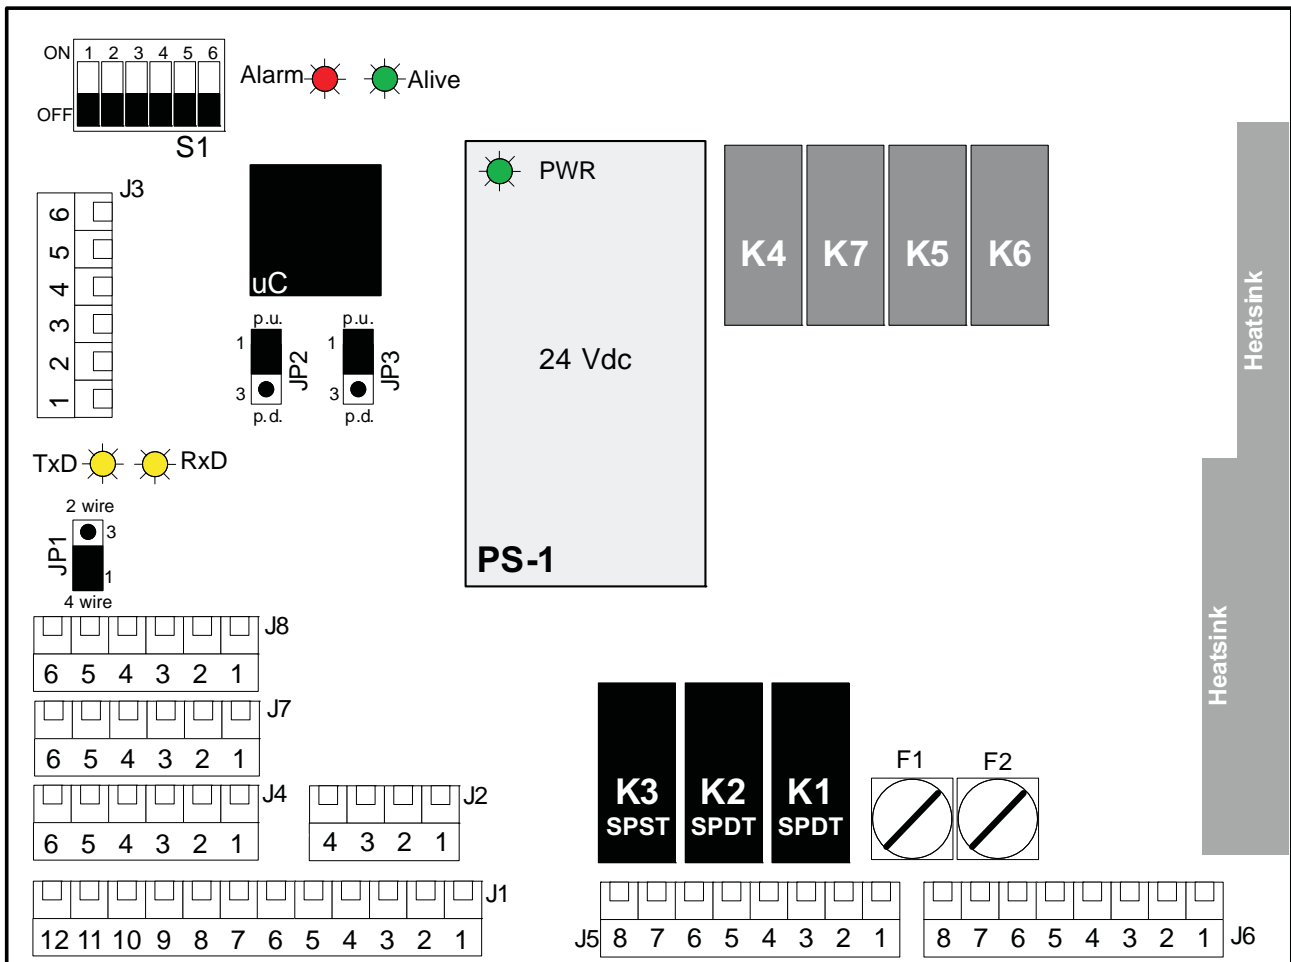 ON 1 2 3 4 5 6
OFF
S1
Alarm
Alive
J3
6
5
4
3
2
1
uC
p.u.
1
JP2
3
p.d.
p.u.
1
JP3
3
p.d.
PWR
24 Vdc
PS-1
K4 K7 K5 K6
Heatsink
Heatsink
TxD
RxD
2 wire
3
JP1
1
4 wire
J8
6 5 4 3 2 1
J7
6 5 4 3 2 1
J4
6 5 4 3 2 1
J2
4 3 2 1
K3
SPST
K2
SPDT
K1
SPDT
F1
F2
J1
12 11 10 9 8 7 6 5 4 3 2 1
J5 8 7 6 5 4 3 2 1
8 7 6 5 4 3 2 1 J6